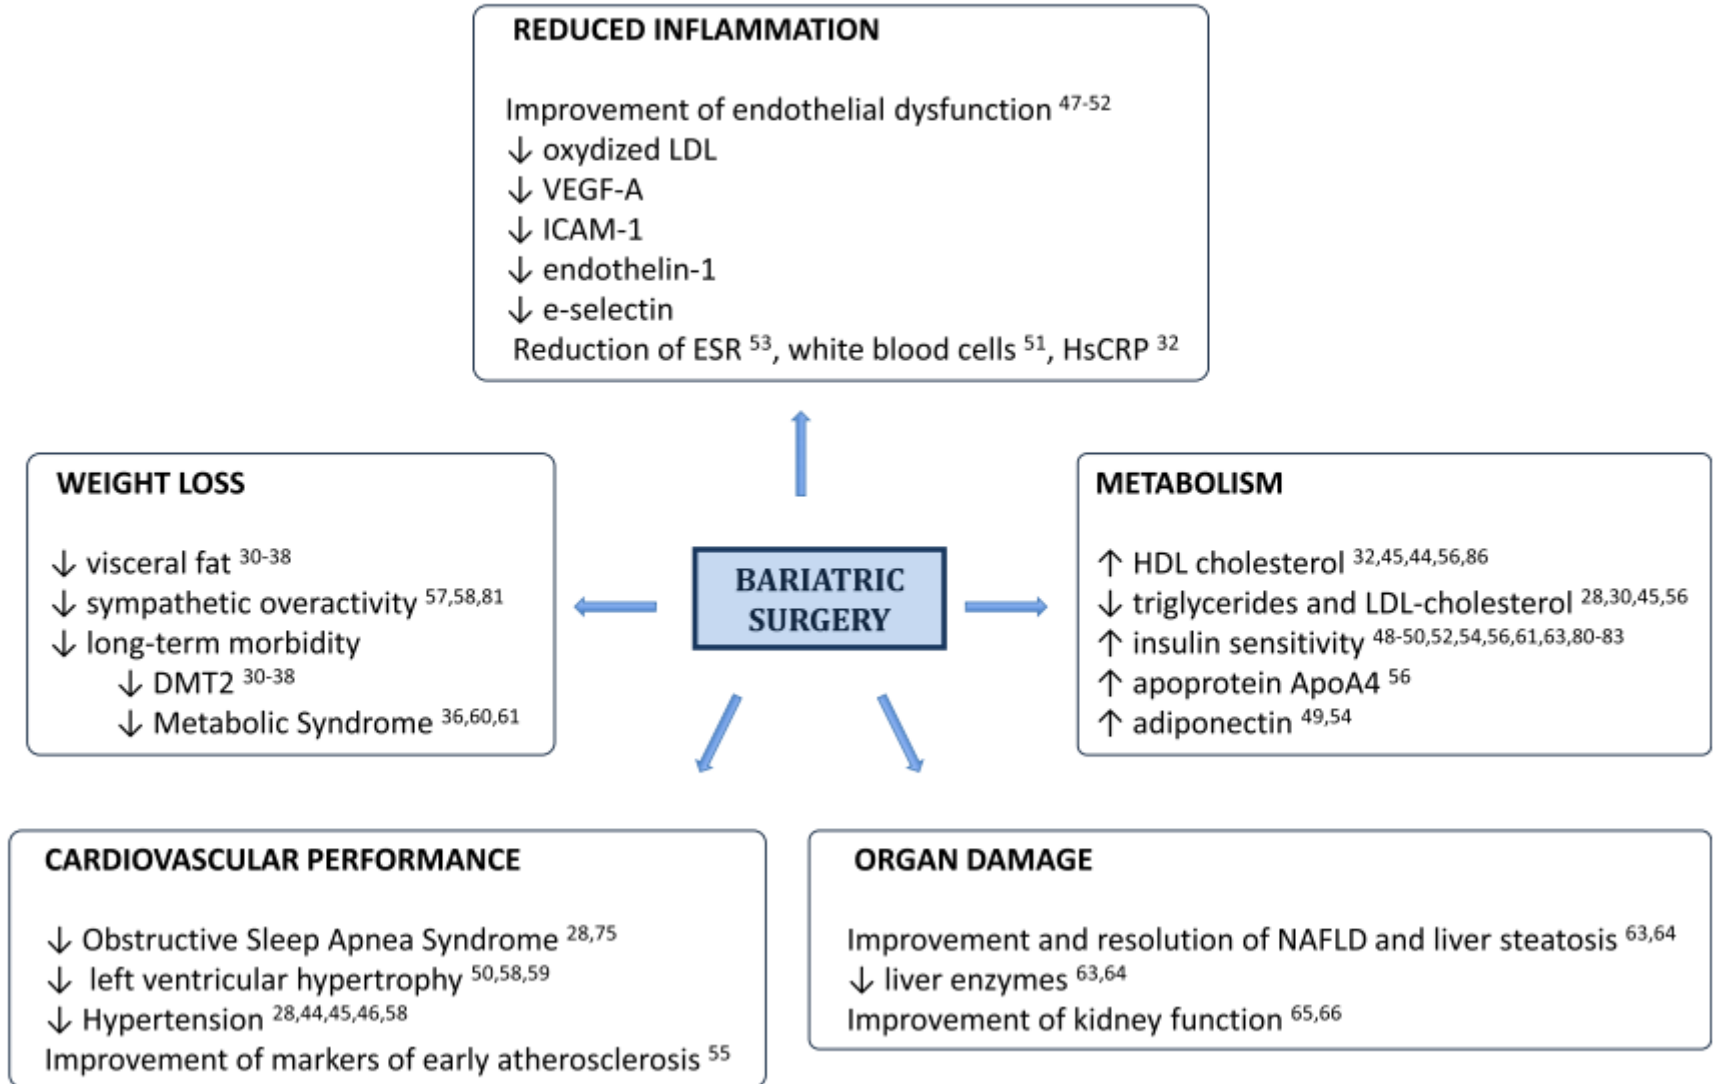 REDUCED INFLAMMATION
Improvement of endothelial dysfunction 47-52
↓ oxydized LDL
↓ VEGF-A
↓ ICAM-1
↓ endothelin-1
↓ e-selectin
Reduction of ESR 53, white blood cells 51, HsCRP 32
WEIGHT LOSS
↓ visceral fat 30-38
↓ sympathetic overactivity 57,58,81
↓ long-term morbidity
↓ DMT2 30-38
↓ Metabolic Syndrome 36,60,61
BARIATRIC
SURGERY
METABOLISM
↑ HDL cholesterol 32,45,44,56,86
↓ triglycerides and LDL-cholesterol 28,30,45,56
↑ insulin sensitivity 48-50,52,54,56,61,63,80-83
↑ apoprotein ApoA4 56
↑ adiponectin 49,54
CARDIOVASCULAR PERFORMANCE
↓ Obstructive Sleep Apnea Syndrome 28,75
↓ left ventricular hypertrophy 50,58,59
↓ Hypertension 28,44,45,46,58
Improvement of markers of early atherosclerosis 55
ORGAN DAMAGE
Improvement and resolution of NAFLD and liver steatosis 63,64
↓ liver enzymes 63,64
Improvement of kidney function 65,66